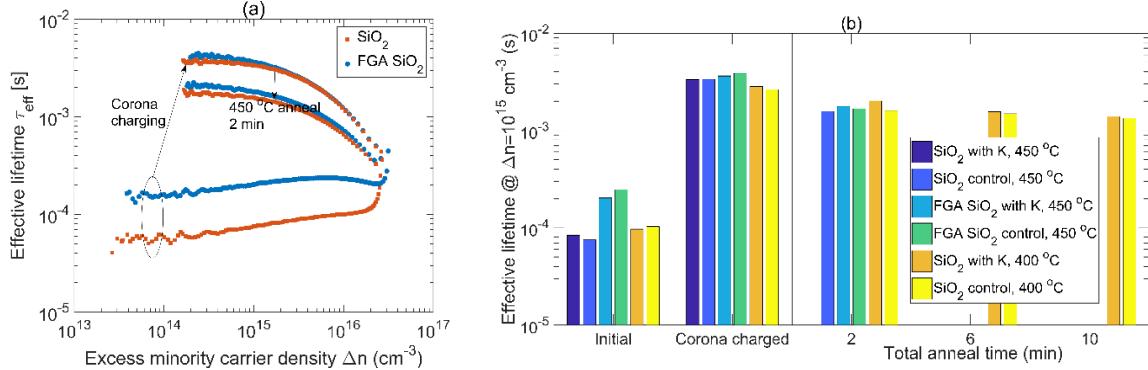 (a)
Effective lifetime τeff [s]
10^-2
10^-3
10^-4
10^-5
SiO2
FGA SiO2
Corona
charging
450 °C anneal
2 min
10^13 10^14 10^15 10^16 10^17
Excess minority carrier density Δn (cm^-3)
(b)
Effective lifetime @ Δn=10^15 cm^-3 (s)
10^-2
10^-3
10^-4
10^-5
SiO2 with K, 450 °C
SiO2 control, 450 °C
FGA SiO2 with K, 450 °C
FGA SiO2 control, 450 °C
SiO2 with K, 400 °C
SiO2 control, 400 °C
Initial Corona charged 2 6 10
Total anneal time (min)